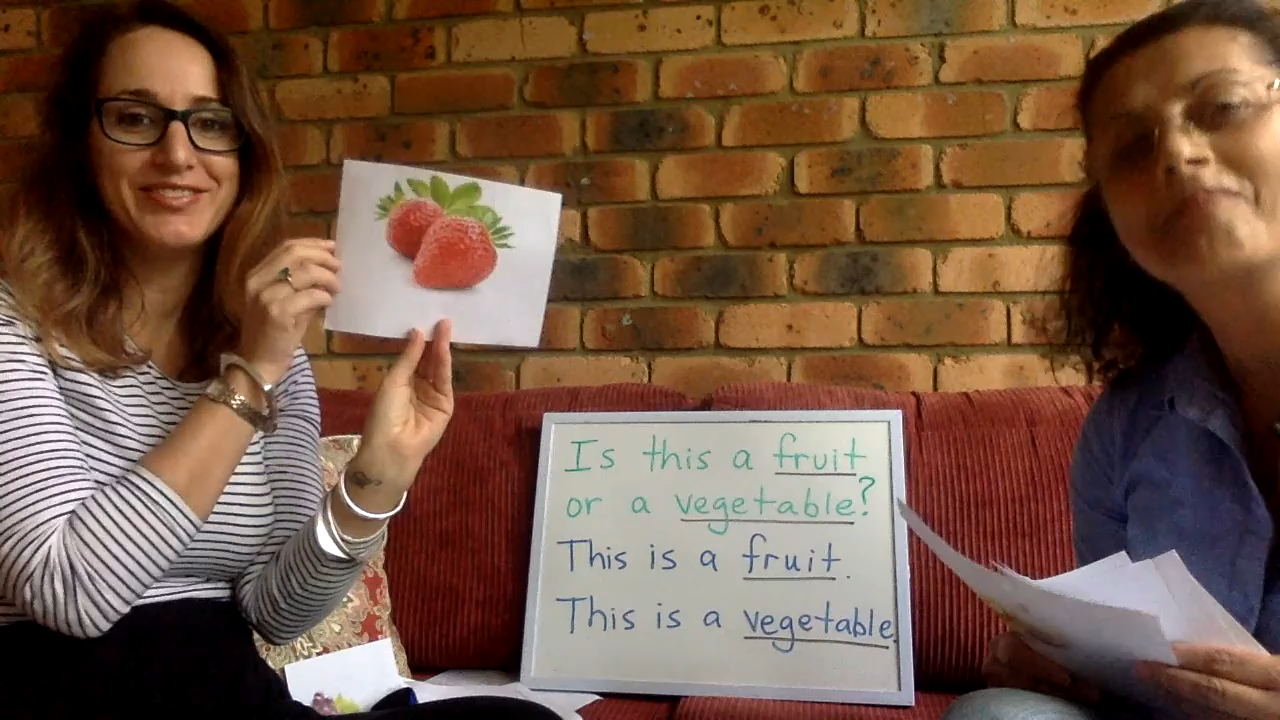 Is this a fruit
or a vegetable?
This is a fruit.
This is a vegetable.